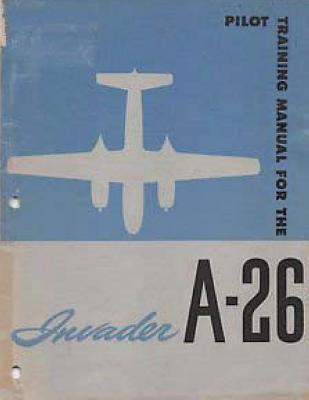 PILOT
TRAINING MANUAL FOR THE
Invader A-26